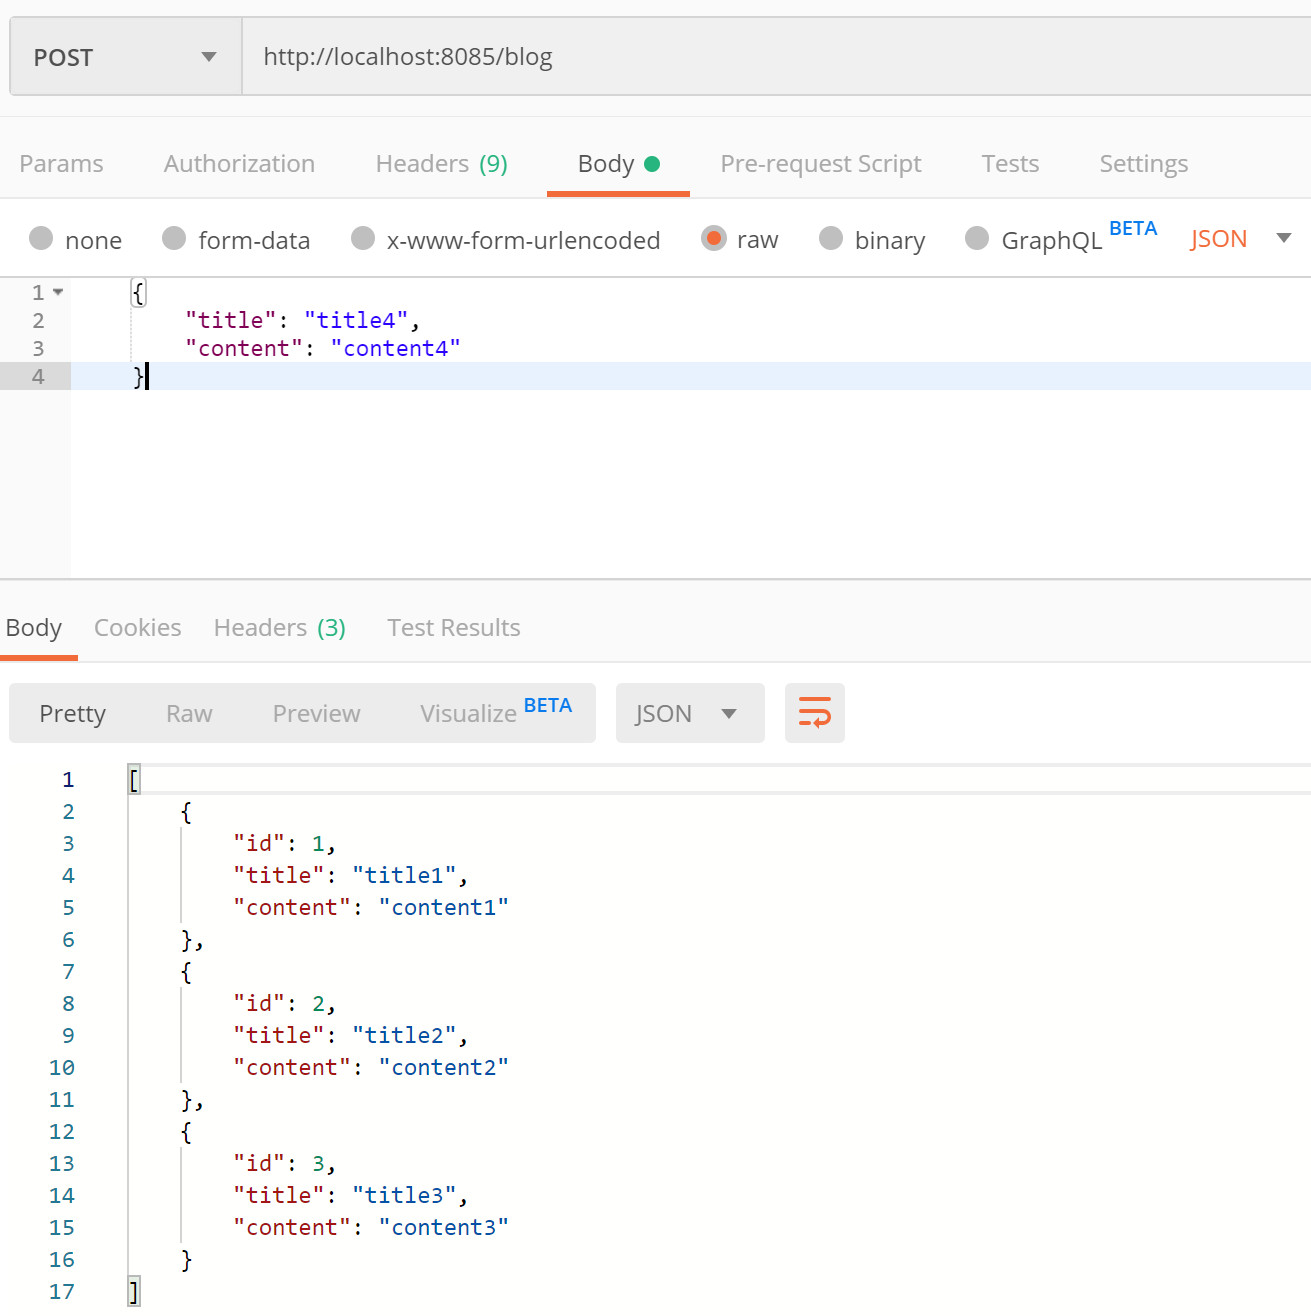 POST http://localhost:8085/blog
Params Authorization Headers (9) Body Pre-request Script Tests Settings
none form-data x-www-form-urlencoded raw binary GraphQL BETA JSON
1 {
2 "title": "title4",
3 "content": "content4"
4 }
Body Cookies Headers (3) Test Results
Pretty Raw Preview Visualize BETA JSON
1 [
2 {
3 "id": 1,
4 "title": "title1",
5 "content": "content1"
6 },
7 {
8 "id": 2,
9 "title": "title2",
10 "content": "content2"
11 },
12 {
13 "id": 3,
14 "title": "title3",
15 "content": "content3"
16 }
17 ]